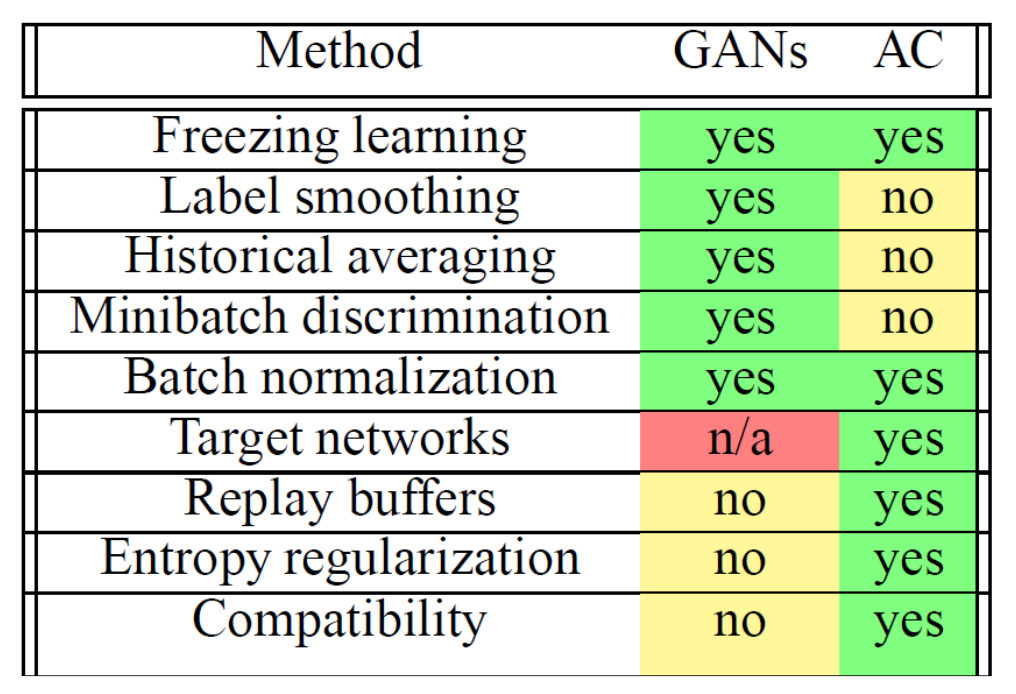 Method GANs AC
Freezing learning yes yes
Label smoothing yes no
Historical averaging yes no
Minibatch discrimination yes no
Batch normalization yes yes
Target networks n/a yes
Replay buffers no yes
Entropy regularization no yes
Compatibility no yes